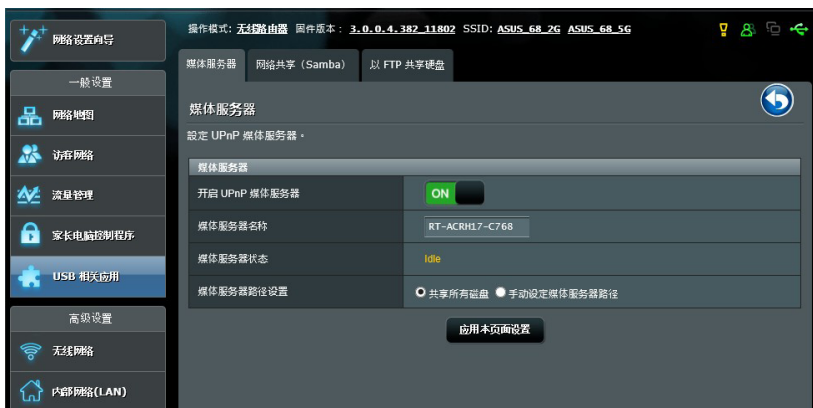 网络设置向导
操作模式: 无线路由器 固件版本: 3.0.0.4.382_11802 SSID: ASUS_68_2G ASUS_68_5G
媒体服务器 网络共享 (Samba) 以 FTP 共享硬盘
一般设置
网络地图
访客网络
流量管理
家长电脑控制程序
USB 相关应用
高级设置
无线网络
内部网络(LAN)
媒体服务器
設定 UPnP 媒体服务器。
媒体服务器
开启 UPnP 媒体服务器 ON
媒体服务器名称 RT-ACRH17-C768
媒体服务器状态 Idle
媒体服务器路径设置 共享所有磁盘 手动设定媒体服务器路径
应用本页面设置